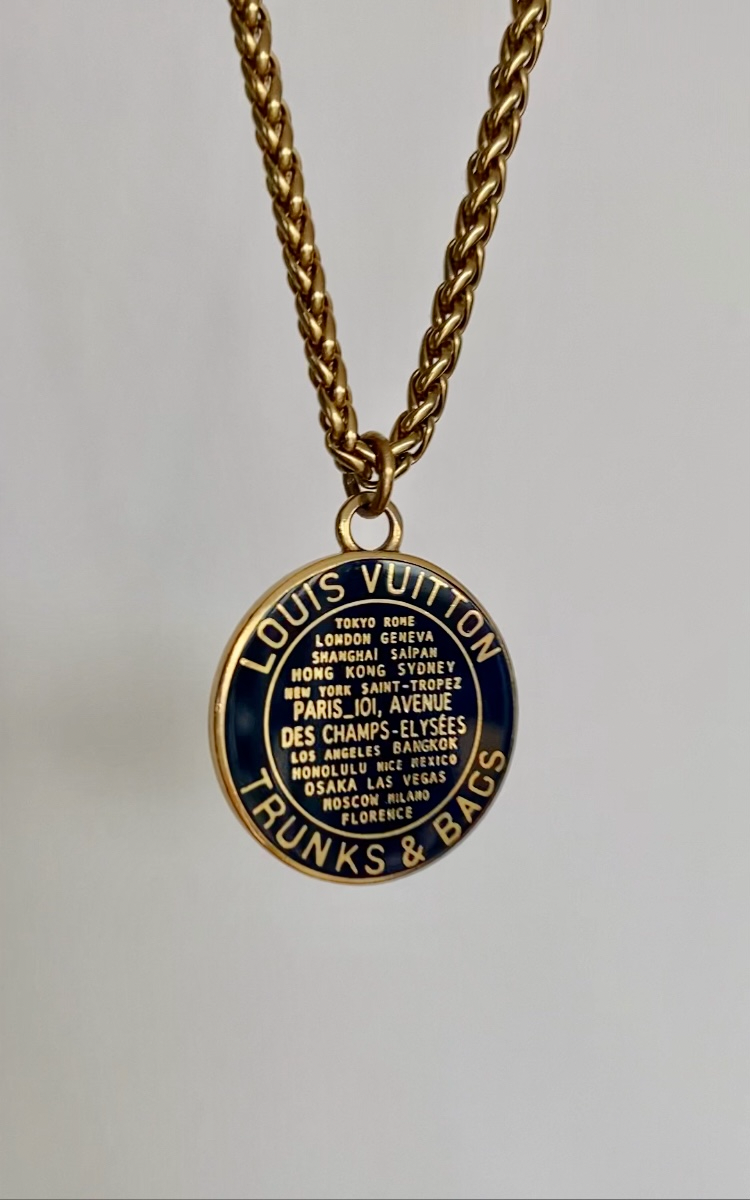 LOUIS VUITTON
TOKYO ROME
LONDON GENEVA
SHANGHAI SAIPAN
HONG KONG SYDNEY
NEW YORK SAINT-TROPEZ
PARIS_101, AVENUE
DES CHAMPS-ELYSÉES
LOS ANGELES BANGKOK
HONOLULU NICE MEXICO
OSAKA LAS VEGAS
MOSCOW MILANO
FLORENCE
TRUNKS & BAGS